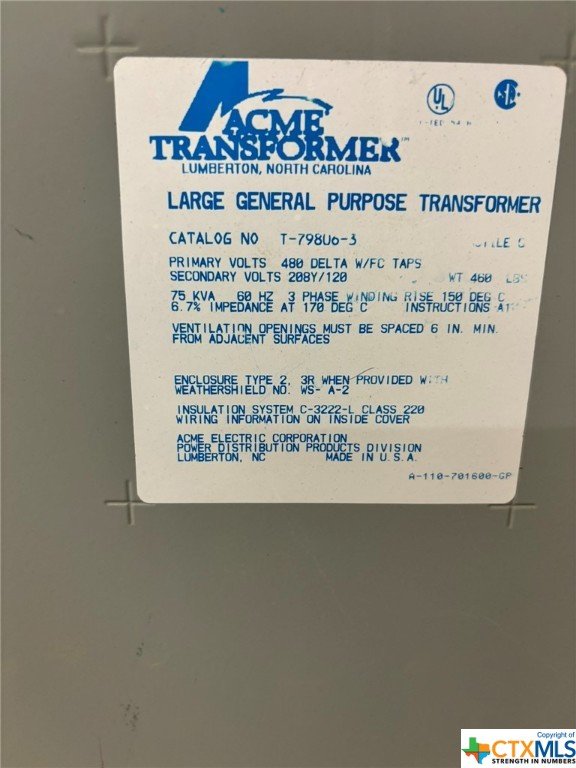 UL
ACME
TRANSFORMER™
LUMBERTON, NORTH CAROLINA
LARGE GENERAL PURPOSE TRANSFORMER
CATALOG NO T-79806-3
PRIMARY VOLTS 480 DELTA W/FC TAPS
SECONDARY VOLTS 208Y/120 WT 460 LBS
75 KVA 60 HZ 3 PHASE WINDING RISE 150 DEG C
6.7% IMPEDANCE AT 170 DEG C INSTRUCTIONS
VENTILATION OPENINGS MUST BE SPACED 6 IN. MIN.
FROM ADJACENT SURFACES
ENCLOSURE TYPE 2, 3R WHEN PROVIDED WITH
WEATHERSHIELD NO. WS- A-2
INSULATION SYSTEM C-3222-L CLASS 220
WIRING INFORMATION ON INSIDE COVER
ACME ELECTRIC CORPORATION
POWER DISTRIBUTION PRODUCTS DIVISION
LUMBERTON, NC MADE IN U.S.A.
A-110-701600-GP
Copyright of
CTXMLS
STRENGTH IN NUMBERS